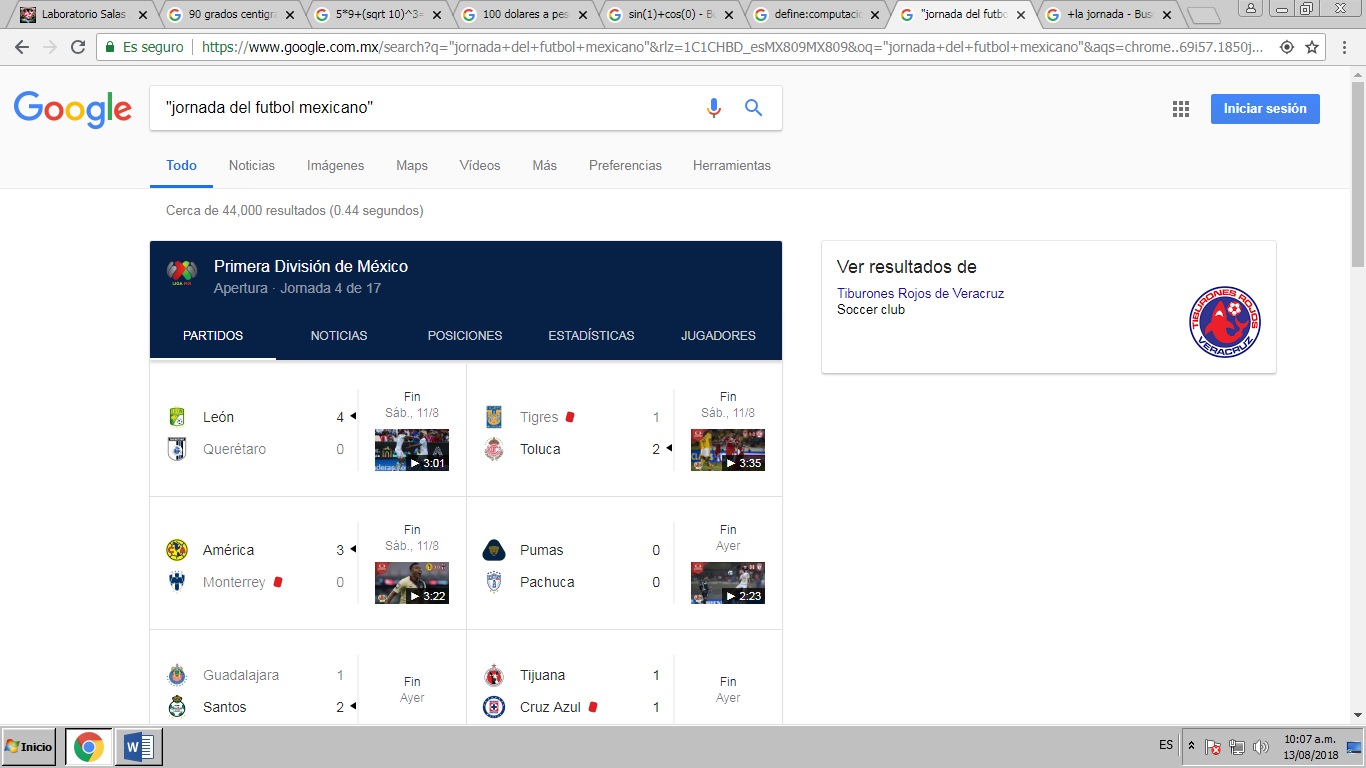 Laboratorio Salas
90 grados centigra
5*9+(sqrt 10)^3=
100 dolares a pes
sin(1)+cos(0) - B
define:computaci
"jornada del futbo
+la jornada - Bus
Es seguro
https://www.google.com.mx/search?q="jornada+del+futbol+mexicano"&rlz=1C1CHBD_esMX809MX809&oq="jornada+del+futbol+mexicano"&aqs=chrome..69i57.1850j...
Google
"jornada del futbol mexicano"
Iniciar sesión
Todo Noticias Imágenes Maps Vídeos Más Preferencias Herramientas
Cerca de 44,000 resultados (0.44 segundos)
Primera División de México
Apertura · Jornada 4 de 17
PARTIDOS NOTICIAS POSICIONES ESTADÍSTICAS JUGADORES
León 4
Querétaro 0
Fin
Sáb., 11/8
3:01
Tigres 1
Toluca 2
Fin
Sáb., 11/8
3:35
América 3
Monterrey 0
Fin
Sáb., 11/8
3:22
Pumas 0
Pachuca 0
Fin
Ayer
2:23
Guadalajara 1
Santos 2
Fin
Ayer
Tijuana 1
Cruz Azul 1
Fin
Ayer
Ver resultados de
Tiburones Rojos de Veracruz
Soccer club
TIBURONES ROJOS
VERACRUZ
Inicio
ES
10:07 a.m.
13/08/2018